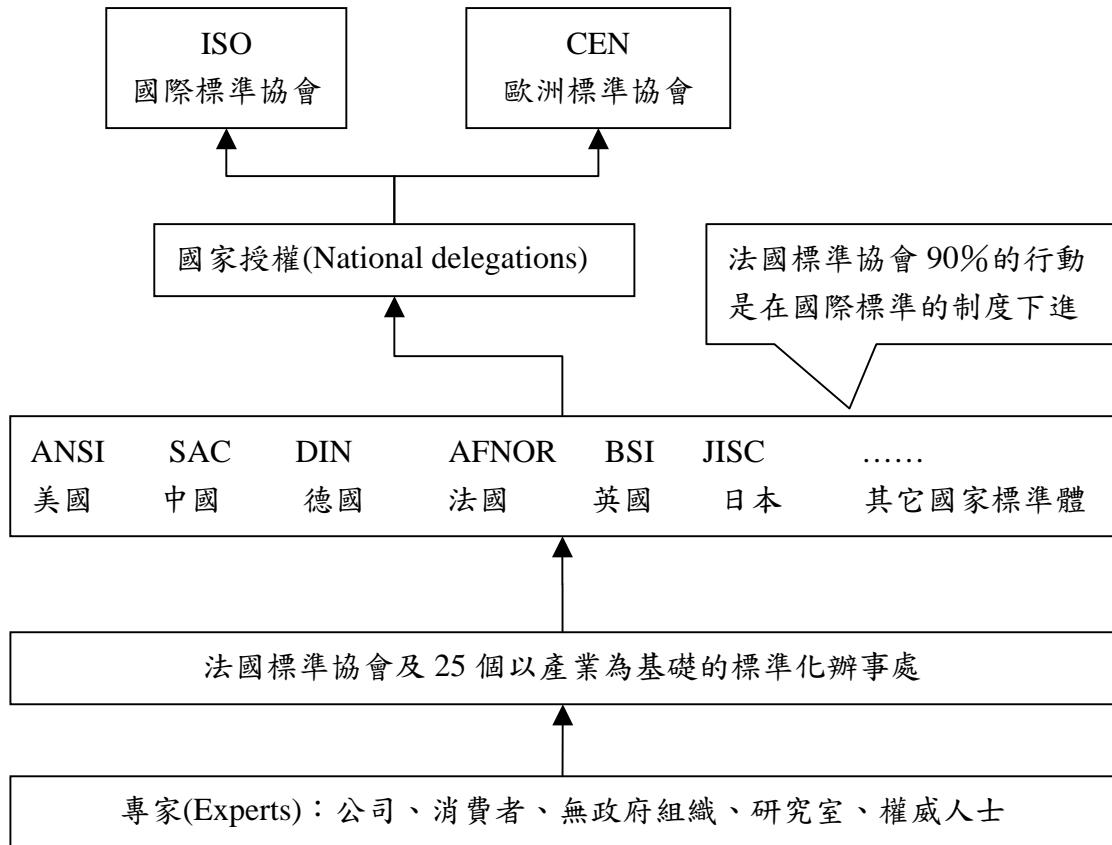 ISO
國際標準協會
CEN
歐洲標準協會
國家授權(National delegations)
法國標準協會 90%的行動
是在國際標準的制度下進
ANSI SAC DIN AFNOR BSI JISC ……
美國 中國 德國 法國 英國 日本 其它國家標準體
法國標準協會及 25 個以產業為基礎的標準化辦事處
專家(Experts)：公司、消費者、無政府組織、研究室、權威人士